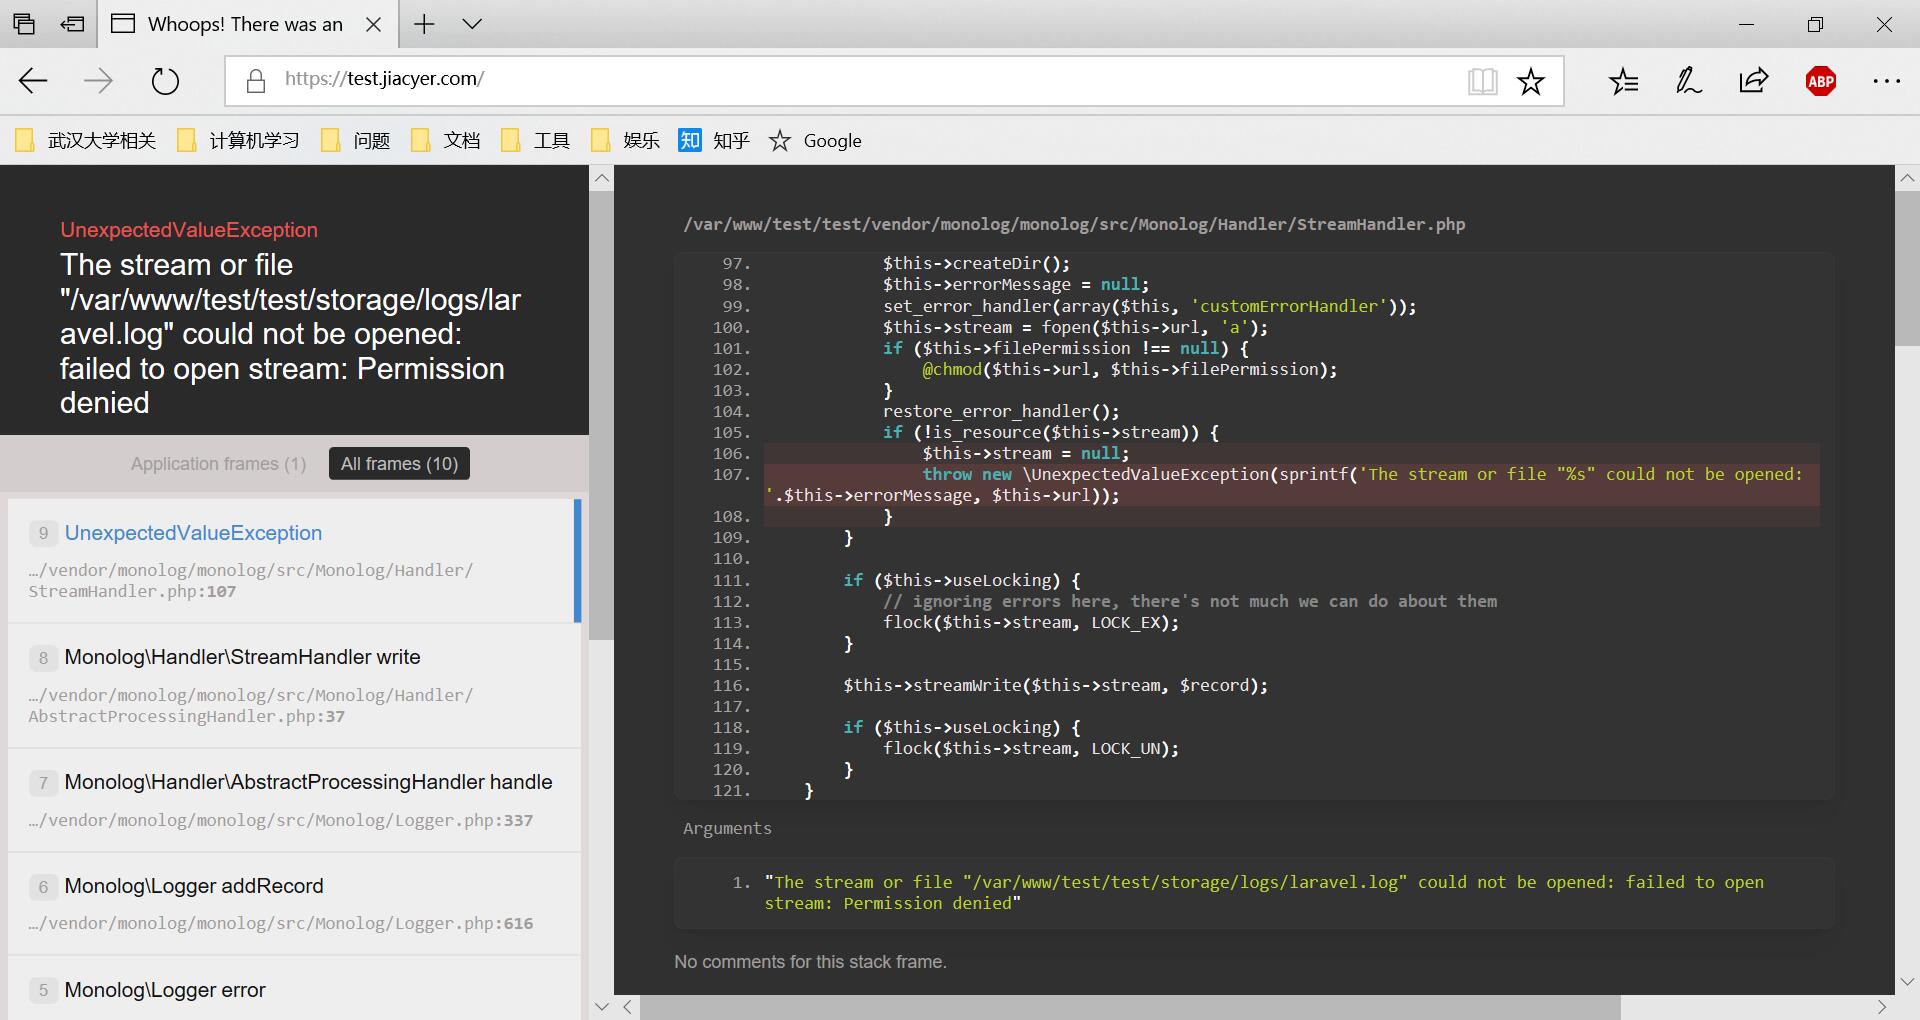 Whoops! There was an
https://test.jiacyer.com/
ABP
武汉大学相关 计算机学习 问题 文档 工具 娱乐 知 知乎 Google
UnexpectedValueException
The stream or file
"/var/www/test/test/storage/logs/lar
avel.log" could not be opened:
failed to open stream: Permission
denied
Application frames (1) All frames (10)
9 UnexpectedValueException
…/vendor/monolog/monolog/src/Monolog/Handler/
StreamHandler.php:107
8 Monolog\Handler\StreamHandler write
…/vendor/monolog/monolog/src/Monolog/Handler/
AbstractProcessingHandler.php:37
7 Monolog\Handler\AbstractProcessingHandler handle
…/vendor/monolog/monolog/src/Monolog/Logger.php:337
6 Monolog\Logger addRecord
…/vendor/monolog/monolog/src/Monolog/Logger.php:616
5 Monolog\Logger error
/var/www/test/test/vendor/monolog/monolog/src/Monolog/Handler/StreamHandler.php
97. $this->createDir();
98. $this->errorMessage = null;
99. set_error_handler(array($this, 'customErrorHandler'));
100. $this->stream = fopen($this->url, 'a');
101. if ($this->filePermission !== null) {
102. @chmod($this->url, $this->filePermission);
103. }
104. restore_error_handler();
105. if (!is_resource($this->stream)) {
106. $this->stream = null;
107. throw new \UnexpectedValueException(sprintf('The stream or file "%s" could not be opened:
'.$this->errorMessage, $this->url));
108. }
109. }
110.
111. if ($this->useLocking) {
112. // ignoring errors here, there's not much we can do about them
113. flock($this->stream, LOCK_EX);
114. }
115.
116. $this->streamWrite($this->stream, $record);
117.
118. if ($this->useLocking) {
119. flock($this->stream, LOCK_UN);
120. }
121. }
Arguments
1. "The stream or file "/var/www/test/test/storage/logs/laravel.log" could not be opened: failed to open
stream: Permission denied"
No comments for this stack frame.